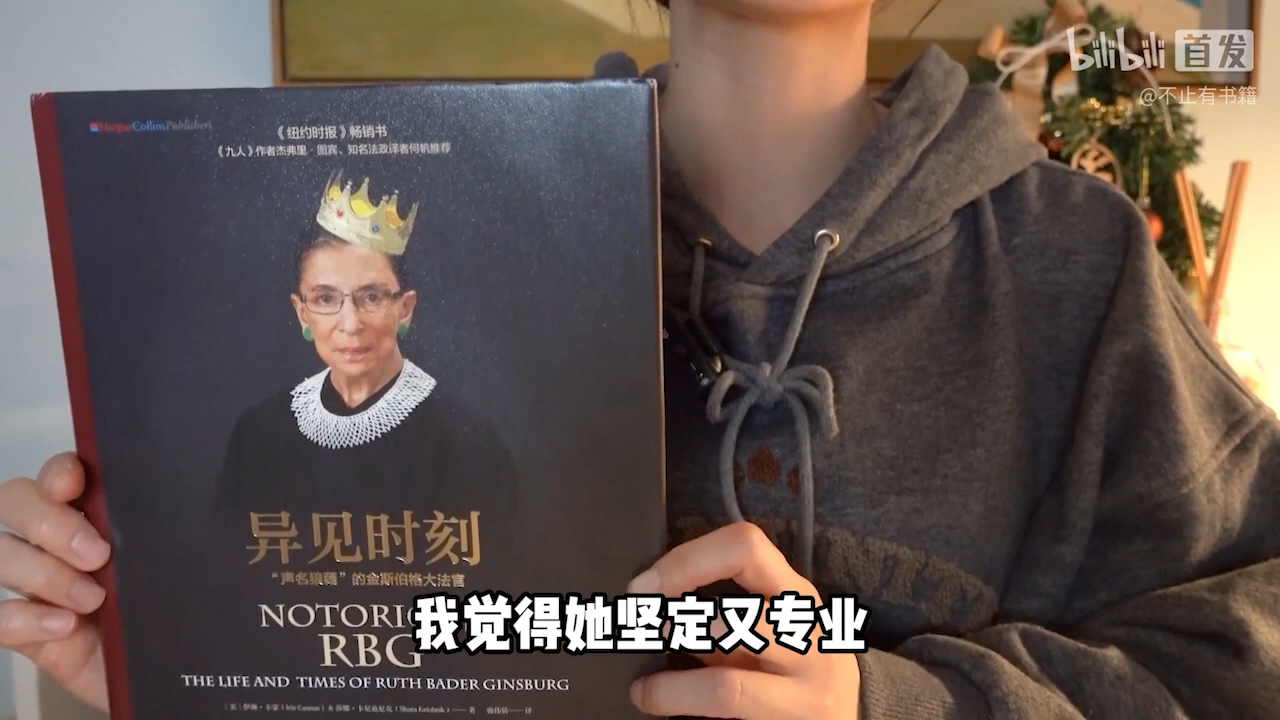 bilibili 首发
@不止有书籍
HarperCollinsPublishers
《纽约时报》畅销书
《九人》作者杰弗里·图宾、知名法政译者何帆推荐
异见时刻
“声名狼藉”的金斯伯格大法官
NOTORIO
RBG
我觉得她坚定又专业
THE LIFE AND TIMES OF RUTH BADER GINSBURG